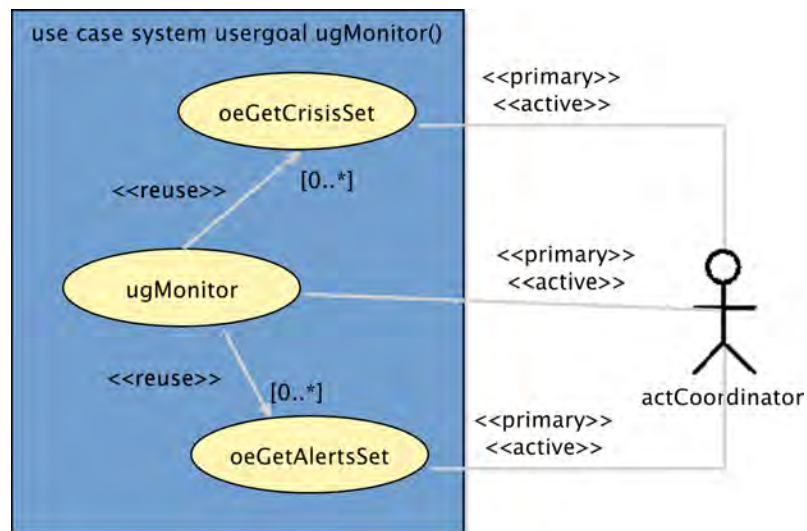 use case system usergoal ugMonitor()
<<primary>>
<<active>>
oeGetCrisisSet
<<reuse>>
[0..*]
<<primary>>
<<active>>
ugMonitor
<<reuse>>
[0..*]
actCoordinator
<<primary>>
<<active>>
oeGetAlertsSet